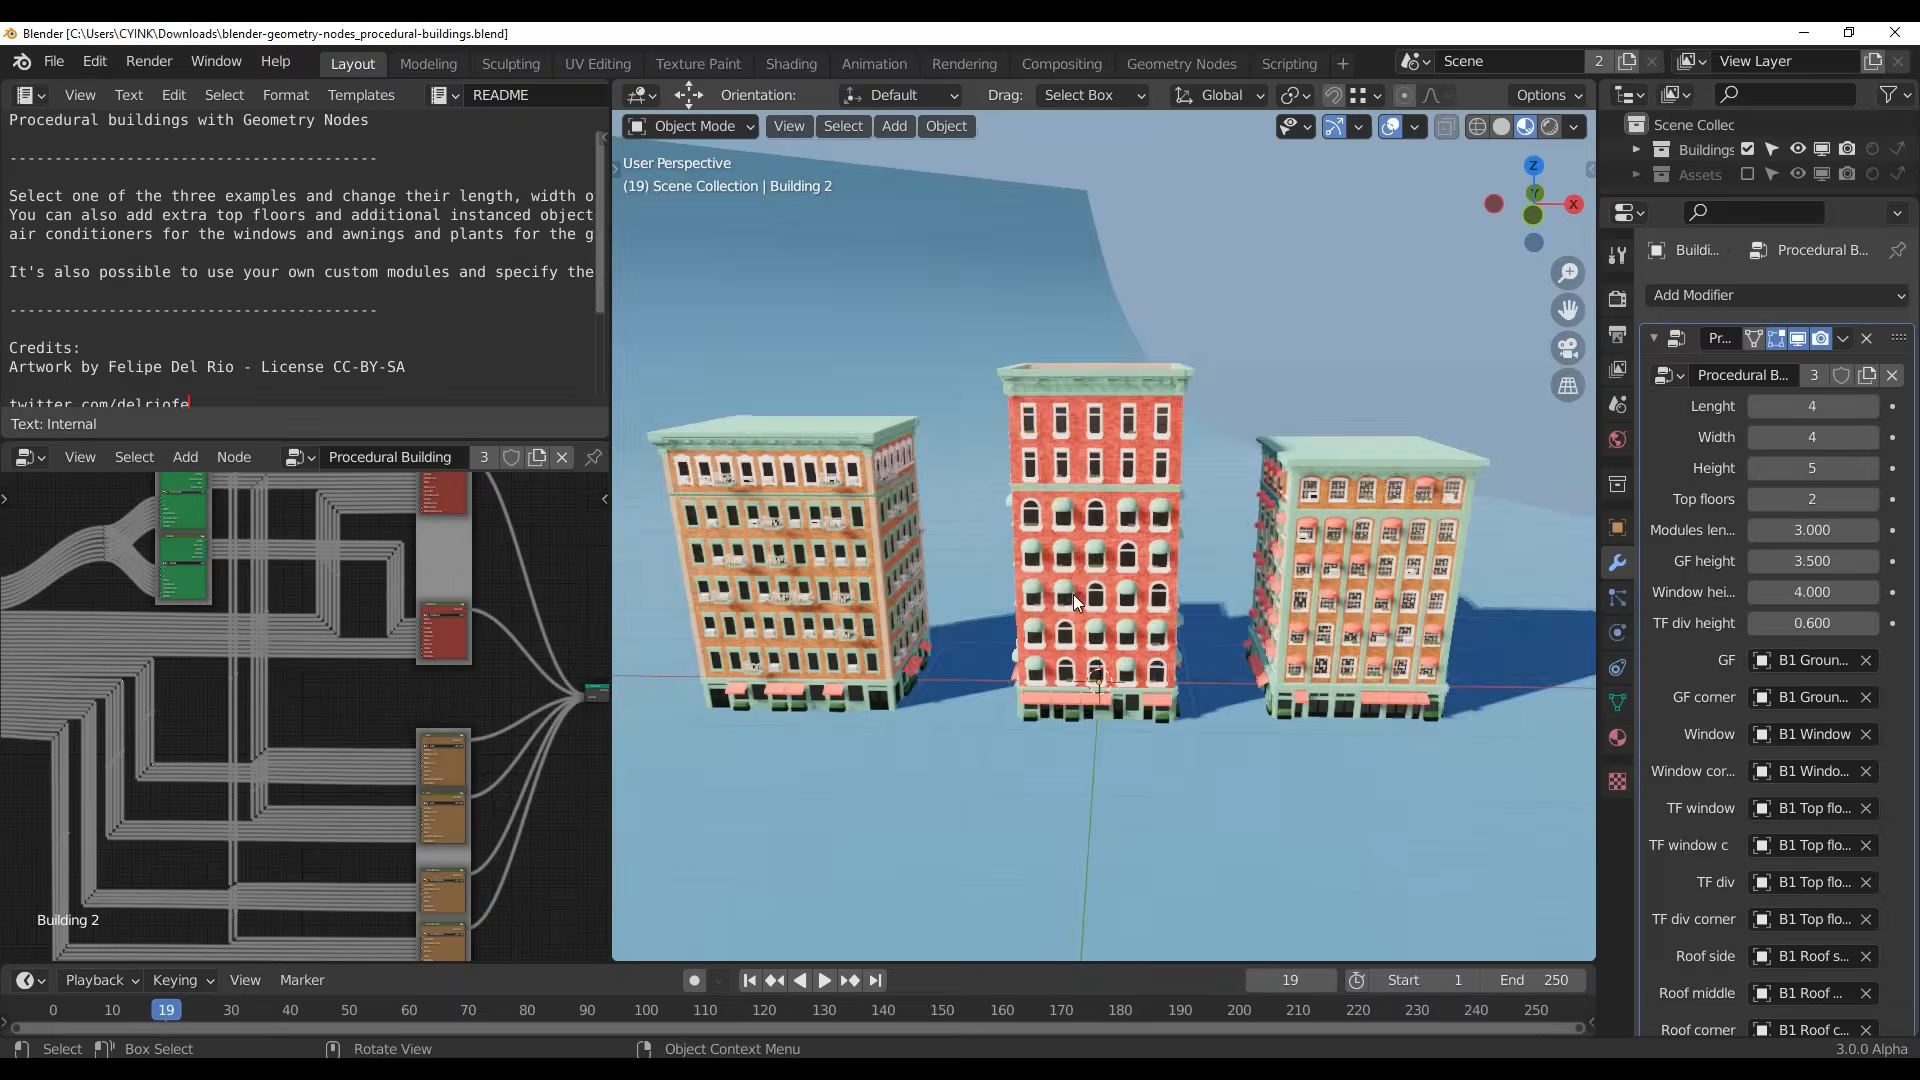 Blender [C:\Users\CYINK\Downloads\blender-geometry-nodes_procedural-buildings.blend]
File Edit Render Window Help Layout Modeling Sculpting UV Editing Texture Paint Shading Animation Rendering Compositing Geometry Nodes Scripting + Scene 2 View Layer
View Text Edit Select Format Templates README
Procedural buildings with Geometry Nodes
-----------------------------------------
Select one of the three examples and change their length, width o
You can also add extra top floors and additional instanced object
air conditioners for the windows and awnings and plants for the g
It's also possible to use your own custom modules and specify the
-----------------------------------------
Credits:
Artwork by Felipe Del Rio - License CC-BY-SA
twitter.com/delriofe
Text: Internal
View Select Add Node Procedural Building 3
Building 2
Orientation: Default Drag: Select Box Global Options
Object Mode View Select Add Object
User Perspective
(19) Scene Collection | Building 2
Z
Y
X
Scene Collec
Buildings
Assets
Buildi... Procedural B...
Add Modifier
Pr...
Procedural B... 3
Lenght 4
Width 4
Height 5
Top floors 2
Modules len... 3.000
GF height 3.500
Window hei... 4.000
TF div height 0.600
GF B1 Groun...
GF corner B1 Groun...
Window B1 Window
Window cor... B1 Windo...
TF window B1 Top flo...
TF window c B1 Top flo...
TF div B1 Top flo...
TF div corner B1 Top flo...
Roof side B1 Roof s...
Roof middle B1 Roof ...
Roof corner B1 Roof c...
Playback Keying View Marker 19 Start 1 End 250
0 10 19 30 40 50 60 70 80 90 100 110 120 130 140 150 160 170 180 190 200 210 220 230 240 250
Select Box Select Rotate View Object Context Menu 3.0.0 Alpha